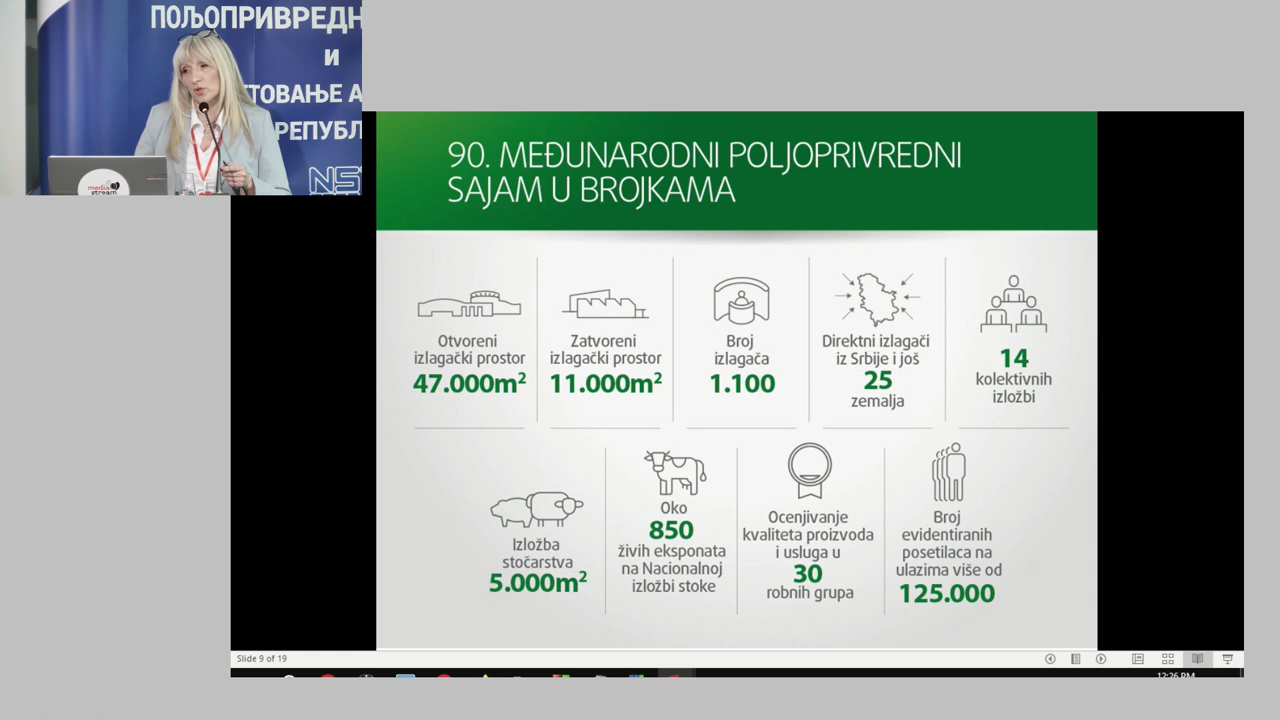 ПОЉОПРИВРЕДН
И
ТОВАЊЕ А
РЕПУБЛ
media
stream
90. MEĐUNARODNI POLJOPRIVREDNI
SAJAM U BROJKAMA
Otvoreni
izlagački prostor
47.000m²
Zatvoreni
izlagački prostor
11.000m²
Broj
izlagača
1.100
Direktni izlagači
iz Srbije i još
25
zemalja
14
kolektivnih
izložbi
Izložba
stočarstva
5.000m²
Oko
850
živih eksponata
na Nacionalnoj
izložbi stoke
Ocenjivanje
kvaliteta proizvoda
i usluga u
30
robnih grupa
Broj
evidentiranih
posetilaca na
ulazima više od
125.000
Slide 9 of 19
12:26 PM